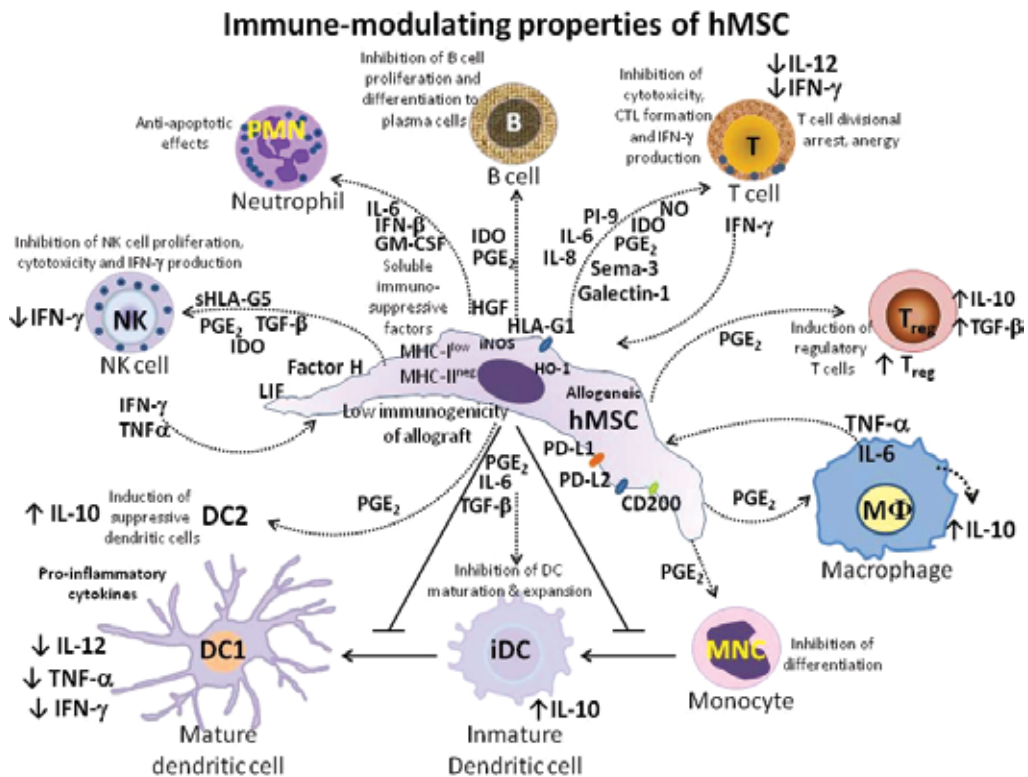 Immune-modulating properties of hMSC
Inhibition of B cell
proliferation and
differentiation to
plasma cells
B
B cell
Inhibition of
cytotoxicity,
CTL formation
and IFN-γ
production
↓IL-12
↓IFN-γ
T cell divisional
arrest, anergy
T
T cell
Anti-apoptotic
effects
PMN
Neutrophil
IL-6
IFN-β
GM-CSF
Soluble
immuno-
suppressive
factors
HGF
IDO
PGE₂
PI-9
NO
IL-6
IDO
IL-8
PGE₂
Sema-3
Galectin-1
IFN-γ
Inhibition of NK cell proliferation,
cytotoxicity and IFN-γ production
↓IFN-γ
NK
NK cell
sHLA-G5
PGE₂
TGF-β
IDO
IFN-γ
TNFα
PGE₂
Induction of
regulatory
T cells
T reg
↑IL-10
↑TGF-β
↑ T reg
HLA-G1
iNOS
HO-1
MHC-I low
MHC-II neg
Factor H
LIF
Low immunogenicity
of allograft
Allogeneic
hMSC
PD-L1
PD-L2
CD200
TNF-α
IL-6
MΦ
↑IL-10
Macrophage
PGE₂
PGE₂
PGE₂
IL-6
TGF-β
PGE₂
↑ IL-10
Induction of
suppressive
dendritic cells
DC2
Pro-inflammatory
cytokines
↓ IL-12
↓ TNF-α
↓ IFN-γ
DC1
Mature
dendritic cell
Inhibition of DC
maturation & expansion
iDC
↑IL-10
Inmature
Dendritic cell
MNC
Monocyte
Inhibition of
differentiation